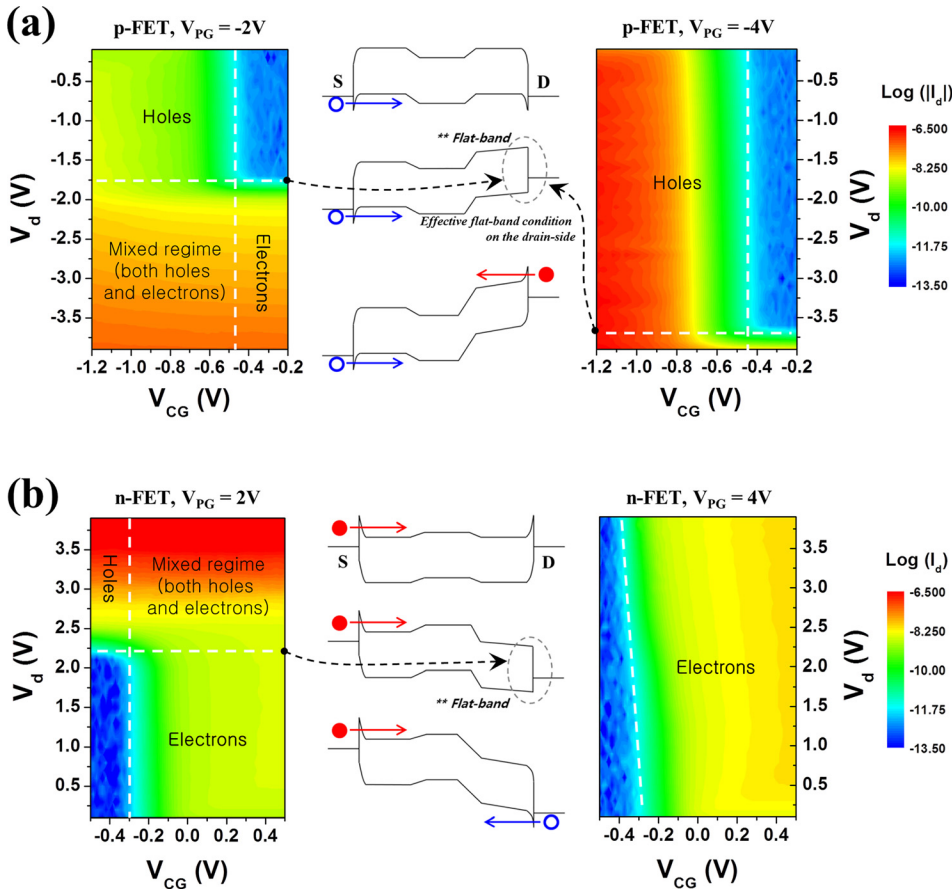 (a)
p-FET, V_PG = -2V
p-FET, V_PG = -4V
-0.5
-1.0
-1.5
-2.0
-2.5
-3.0
-3.5
V_d (V)
Holes
Mixed regime
(both holes
and electrons)
Electrons
-1.2 -1.0 -0.8 -0.6 -0.4 -0.2
V_CG (V)
S
D
** Flat-band
Effective flat-band condition
on the drain-side
Holes
-0.5
-1.0
-1.5
-2.0
-2.5
-3.0
-3.5
V_d (V)
-1.2 -1.0 -0.8 -0.6 -0.4 -0.2
V_CG (V)
Log (|I_d|)
-6.500
-8.250
-10.00
-11.75
-13.50
(b)
n-FET, V_PG = 2V
n-FET, V_PG = 4V
3.5
3.0
2.5
2.0
1.5
1.0
0.5
V_d (V)
Holes
Mixed regime
(both holes
and electrons)
Electrons
-0.4 -0.2 0.0 0.2 0.4
V_CG (V)
S
D
** Flat-band
Electrons
3.5
3.0
2.5
2.0
1.5
1.0
0.5
V_d (V)
-0.4 -0.2 0.0 0.2 0.4
V_CG (V)
Log (I_d)
-6.500
-8.250
-10.00
-11.75
-13.50